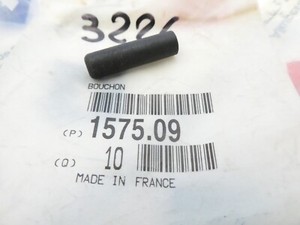 BOUCHON
(P) 1575.09
(Q) 10
MADE IN FRANCE